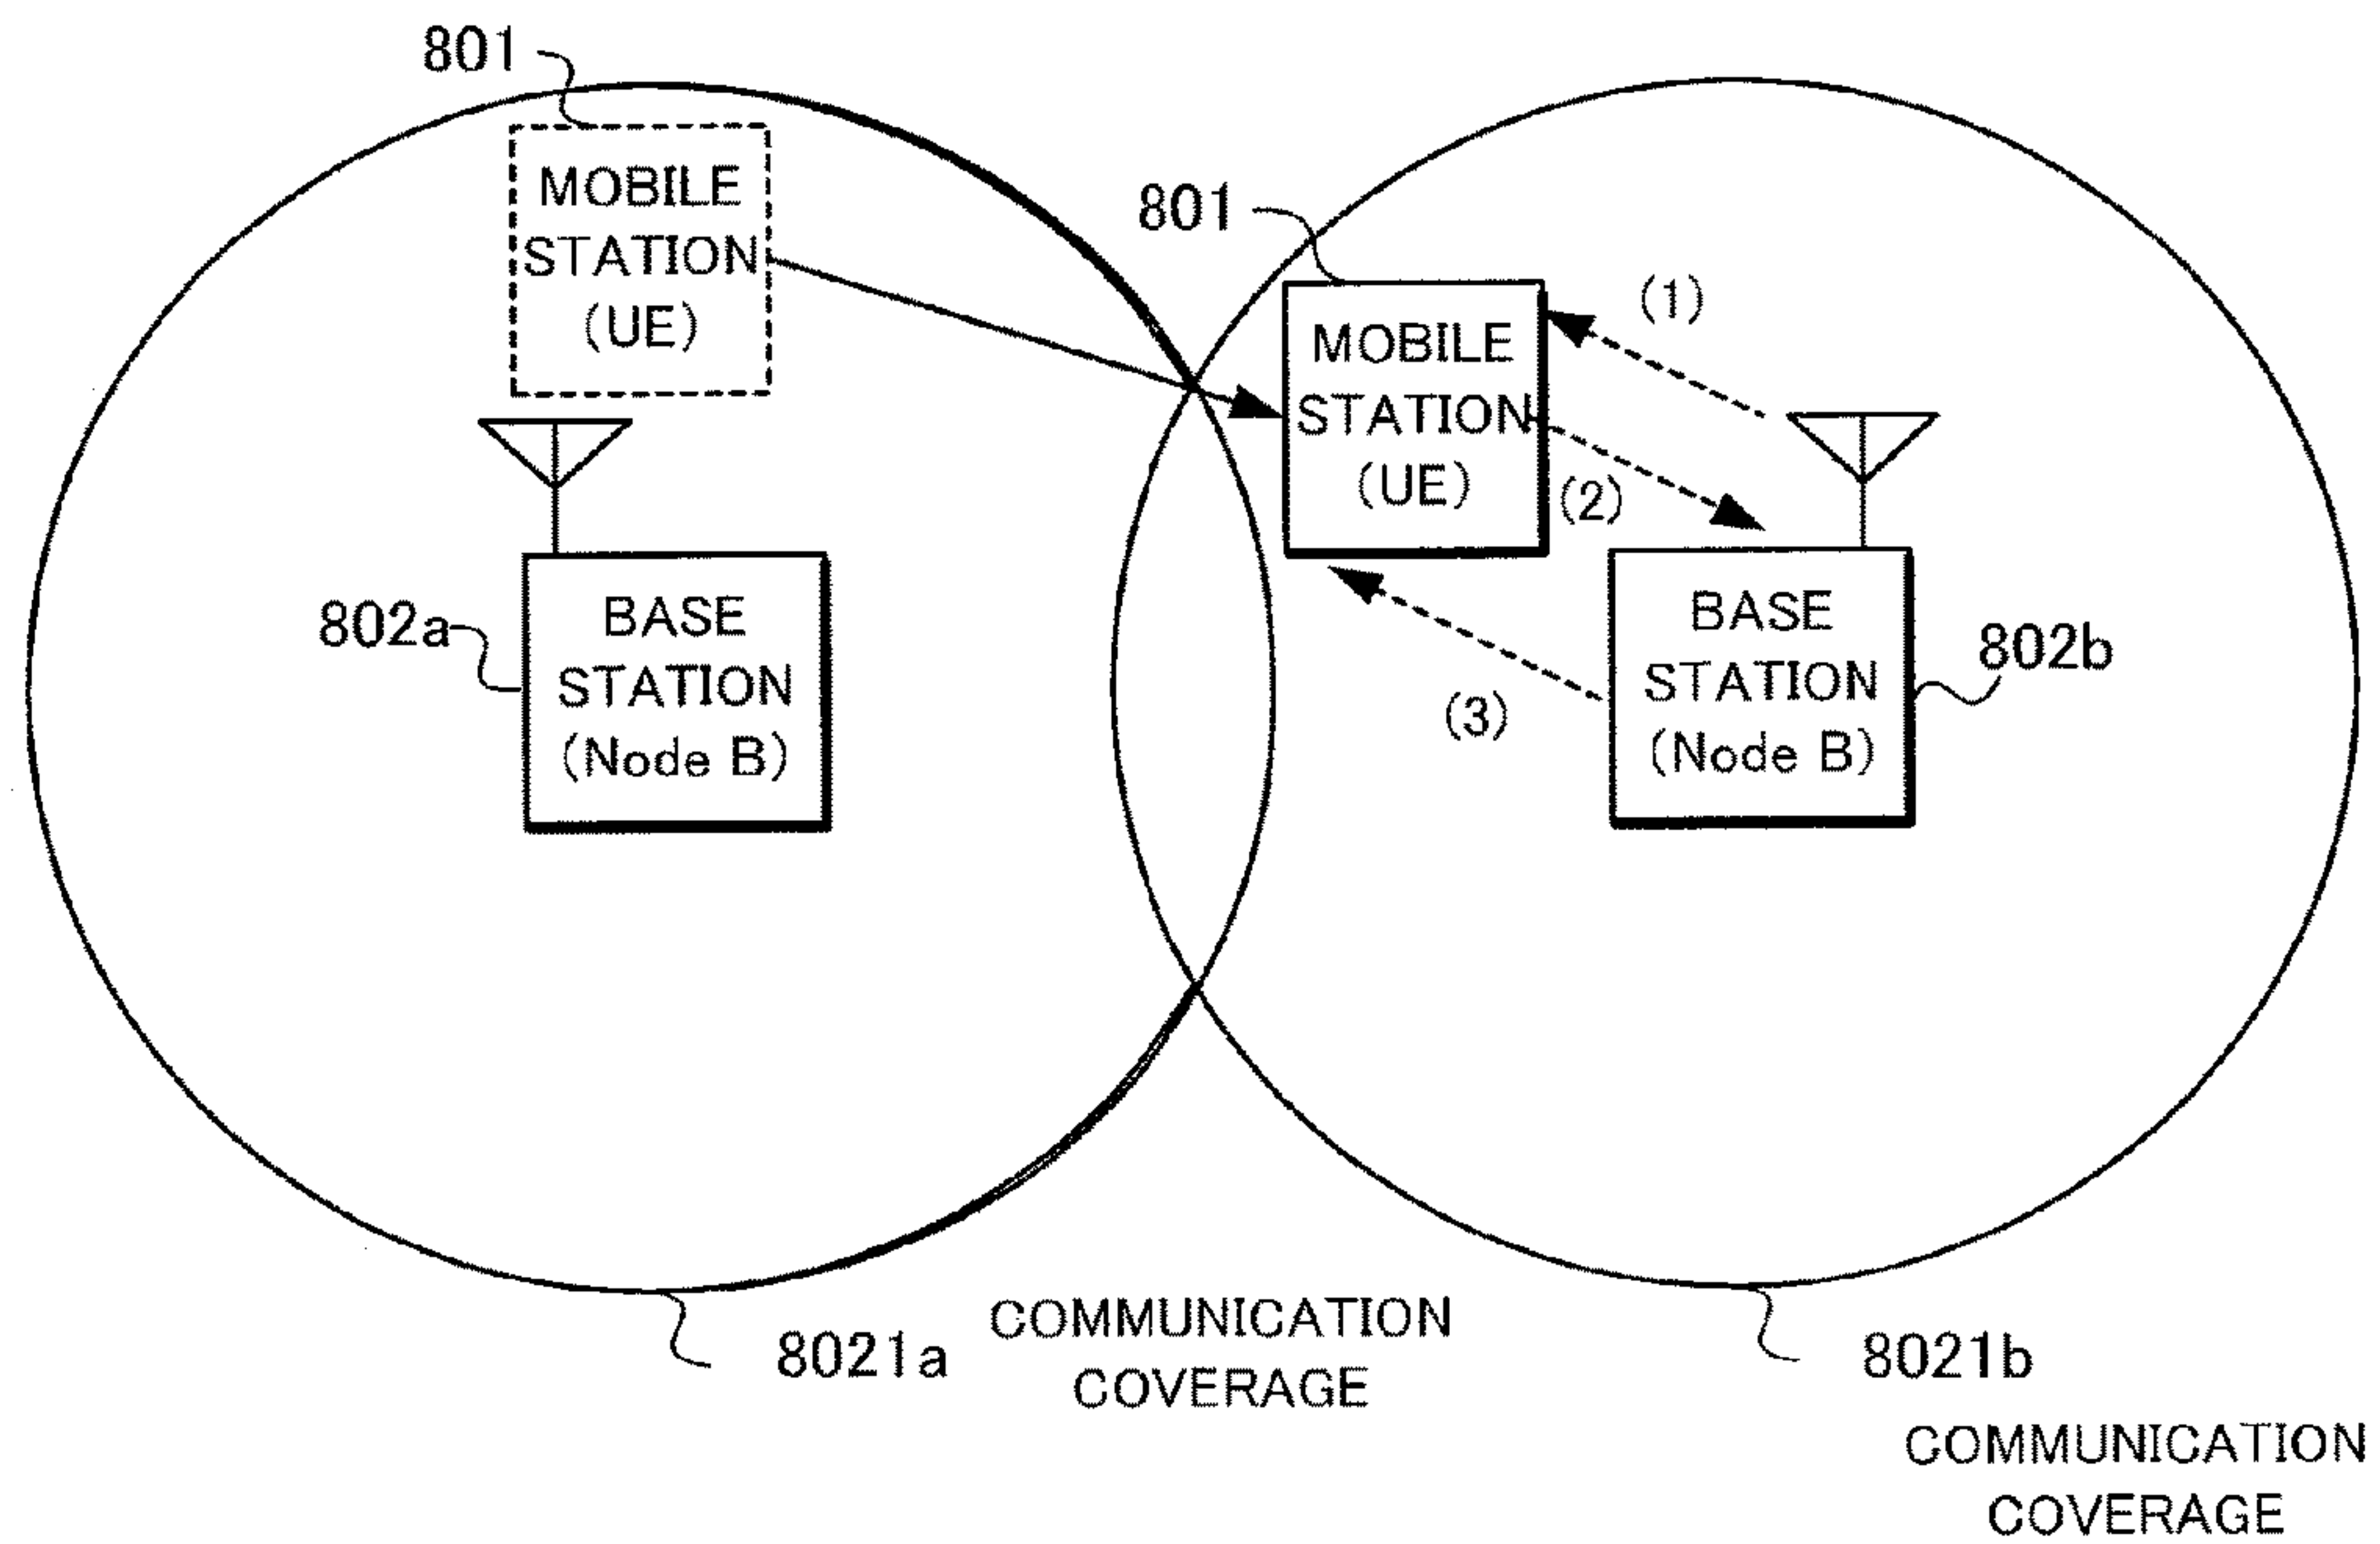 801
MOBILE
STATION
(UE)
801
MOBILE
STATION
(UE)
(1)
(2)
(3)
802a
BASE
STATION
(Node B)
BASE
STATION
(Node B)
802b
8021a
COMMUNICATION
COVERAGE
8021b
COMMUNICATION
COVERAGE